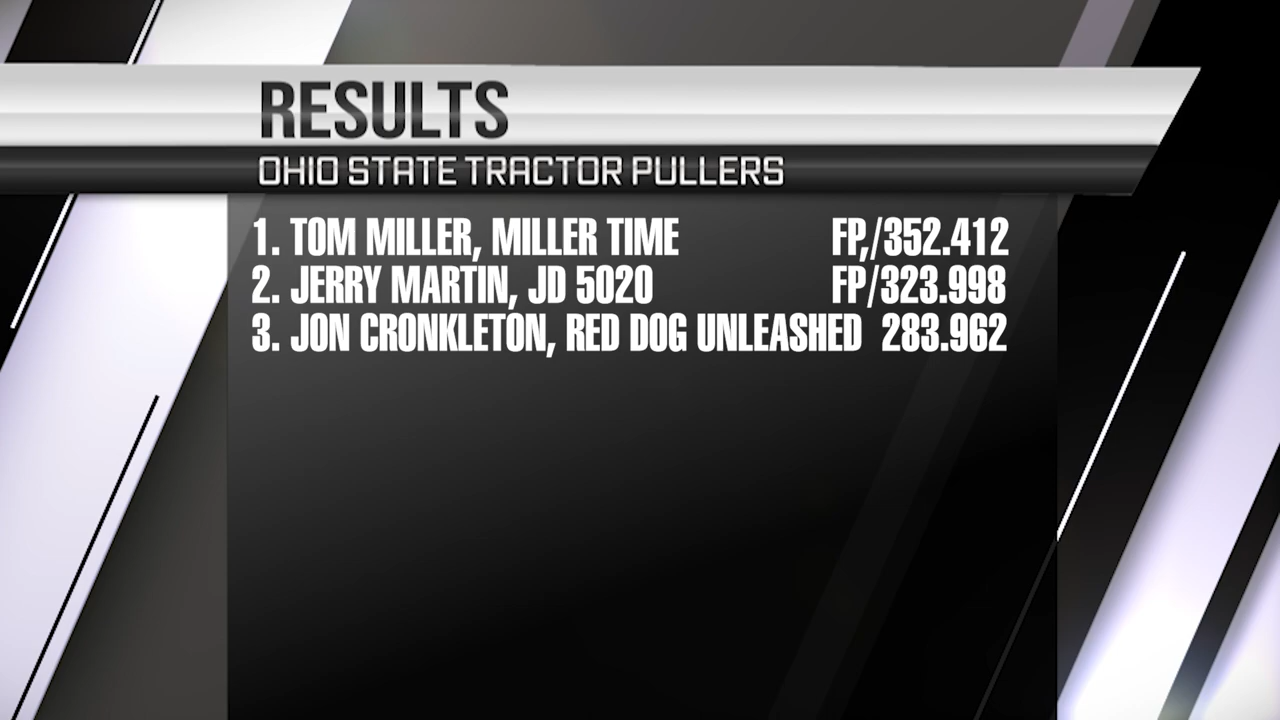 RESULTS
OHIO STATE TRACTOR PULLERS
1. TOM MILLER, MILLER TIME FP,/352.412
2. JERRY MARTIN, JD 5020 FP/323.998
3. JON CRONKLETON, RED DOG UNLEASHED 283.962